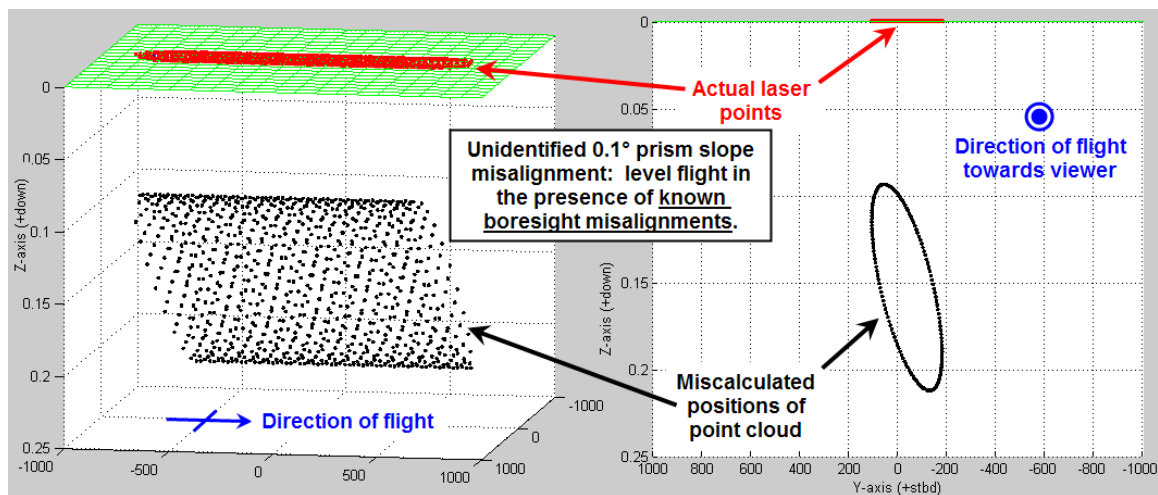 0
0.05
0.1
0.15
0.2
0.25
Z-axis (+down)
-1000
-500
0
500
1000
1000
0
-1000
Direction of flight
Actual laser
points
Unidentified 0.1° prism slope
misalignment: level flight in
the presence of known
boresight misalignments.
Direction of flight
towards viewer
Miscalculated
positions of
point cloud
0
0.05
0.15
0.2
0.25
Z-axis (+down)
1000
800
600
400
200
0
-200
-400
-600
-800
-1000
Y-axis (+stbd)